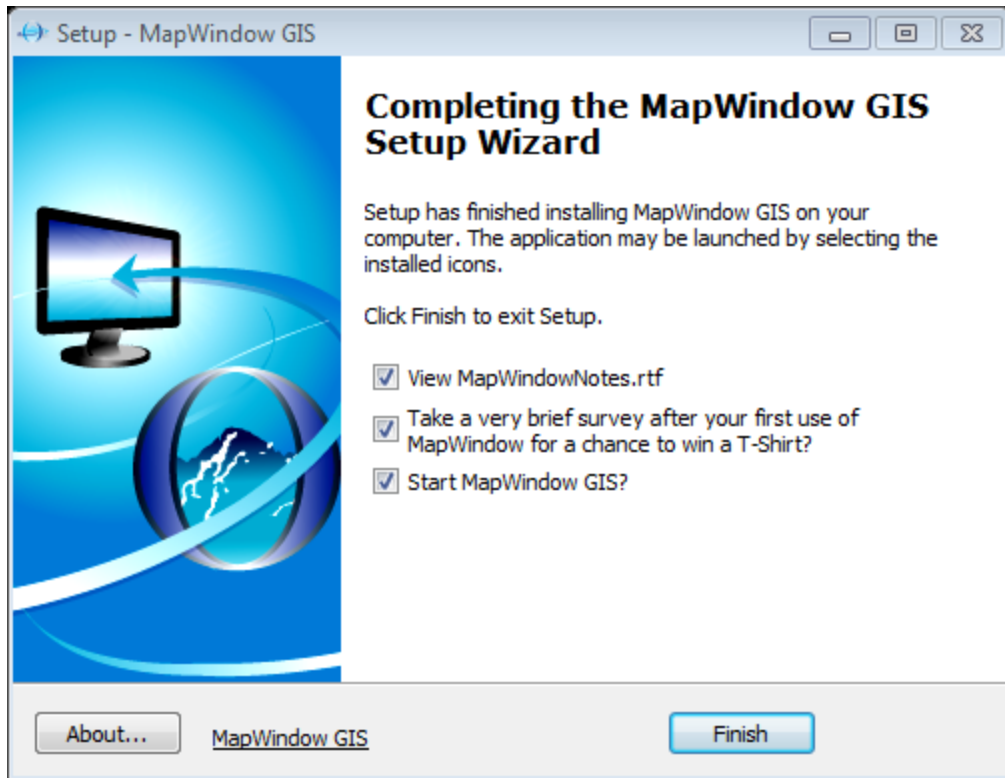 Setup - MapWindow GIS
Completing the MapWindow GIS
Setup Wizard
Setup has finished installing MapWindow GIS on your
computer. The application may be launched by selecting the
installed icons.
Click Finish to exit Setup.
View MapWindowNotes.rtf
Take a very brief survey after your first use of
MapWindow for a chance to win a T-Shirt?
Start MapWindow GIS?
About...
MapWindow GIS
Finish